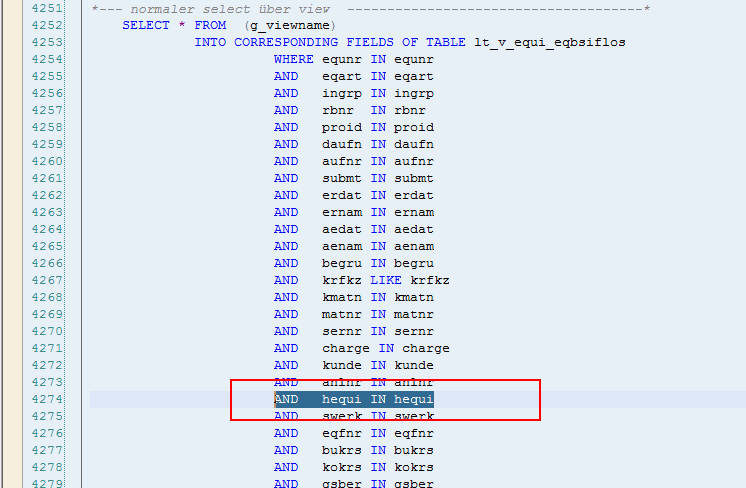 4251 *--- normaler select über view -------------------------------------*
4252 SELECT * FROM (g_viewname)
4253 INTO CORRESPONDING FIELDS OF TABLE lt_v_equi_eqbsiflos
4254 WHERE equnr IN equnr
4255 AND eqart IN eqart
4256 AND ingrp IN ingrp
4257 AND rbnr IN rbnr
4258 AND proid IN proid
4259 AND daufn IN daufn
4260 AND aufnr IN aufnr
4261 AND submt IN submt
4262 AND erdat IN erdat
4263 AND ernam IN ernam
4264 AND aedat IN aedat
4265 AND aenam IN aenam
4266 AND begru IN begru
4267 AND krfkz LIKE krfkz
4268 AND kmatn IN kmatn
4269 AND matnr IN matnr
4270 AND sernr IN sernr
4271 AND charge IN charge
4272 AND kunde IN kunde
4273 AND anlnr IN anlnr
4274 AND hequi IN hequi
4275 AND swerk IN swerk
4276 AND eqfnr IN eqfnr
4277 AND bukrs IN bukrs
4278 AND kokrs IN kokrs
4279 AND gsber IN gsber